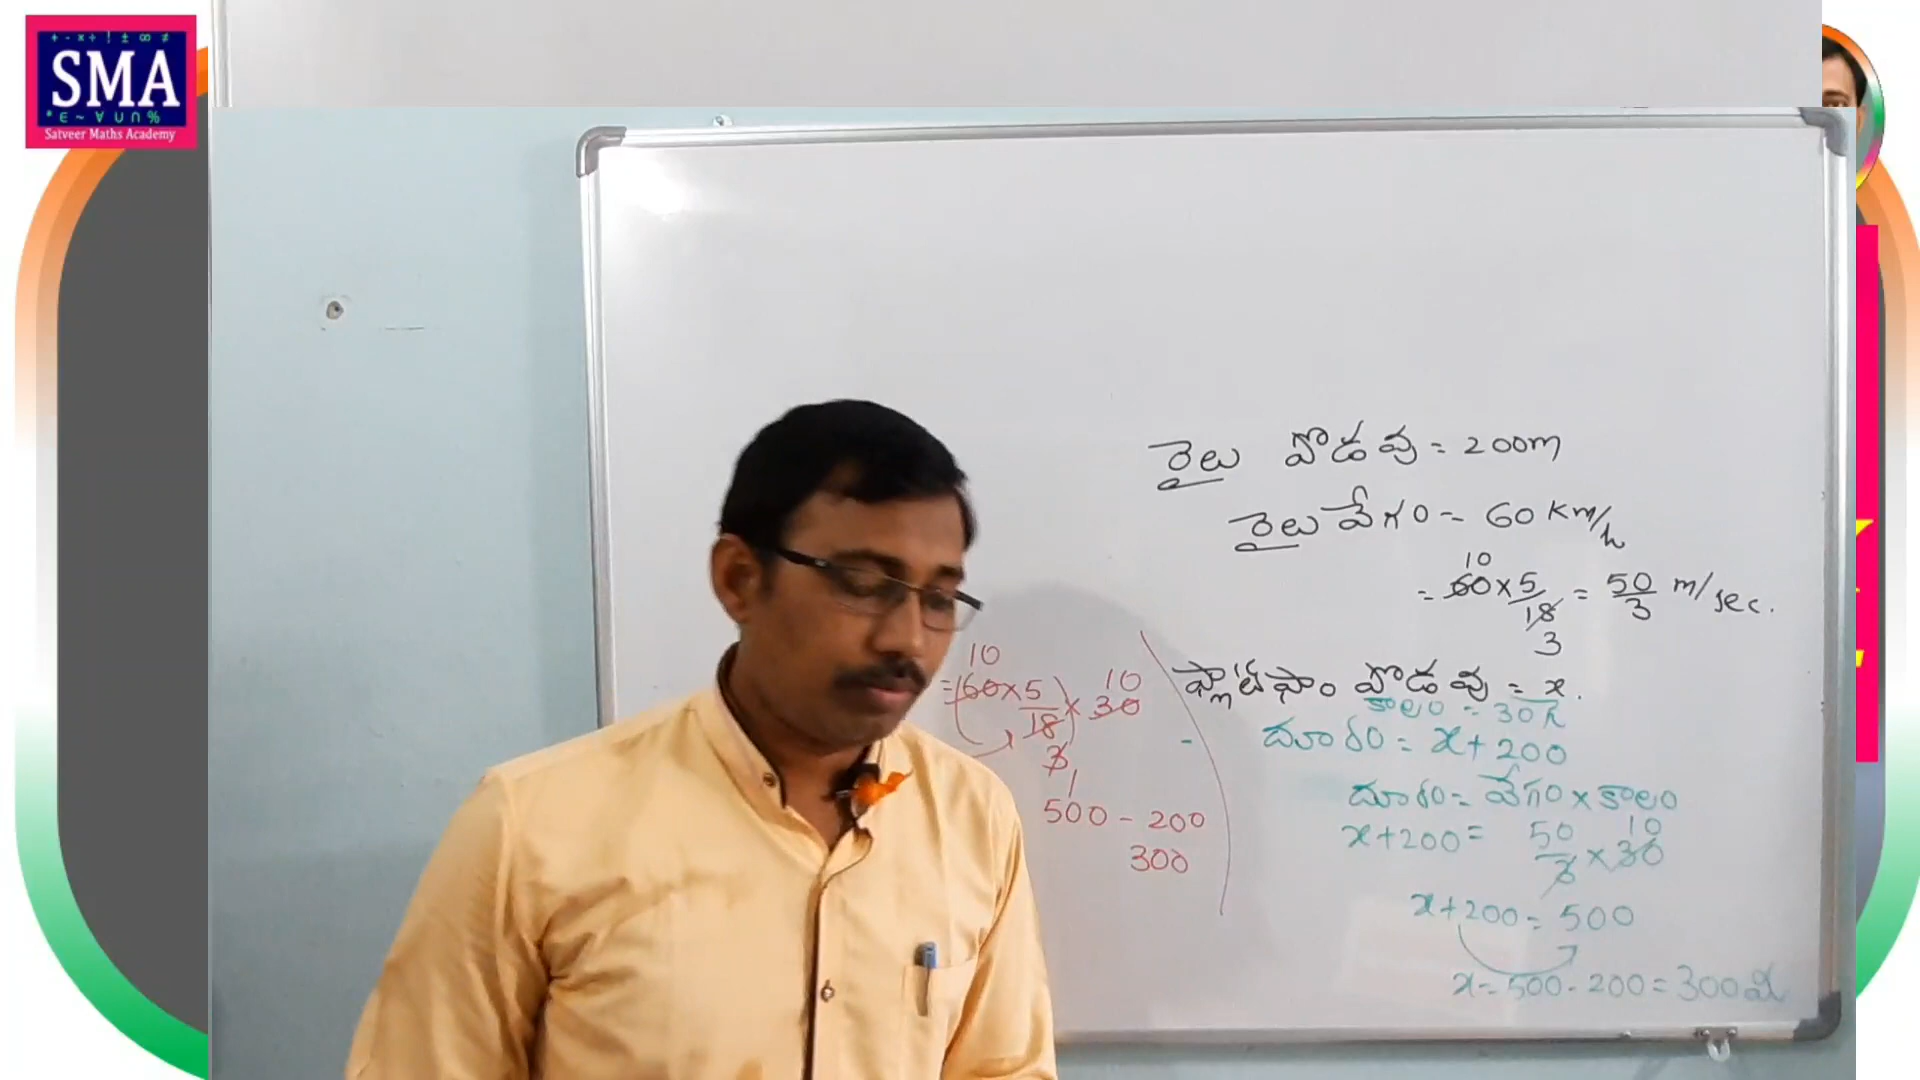 + - × + ! ± ∞ ≠
SMA
* ∈ ~ ∀ ∪ ∩ %
Satveer Maths Academy
రైలు పొడవు = 200m
రైలు వేగం = 60 Km/h
10
= 60 × 5/18 = 50/3 m/sec.
3
ప్లాట్ ఫాం పొడవు = x.
కాలం = 30సె
దూరం = x + 200
దూరం = వేగం × కాలం
10
x + 200 = 50/3 × 30
x + 200 = 500
x = 500 - 200 = 300 మీ
10
10
= (60 × 5/18) × 30
3
1
500 - 200
300